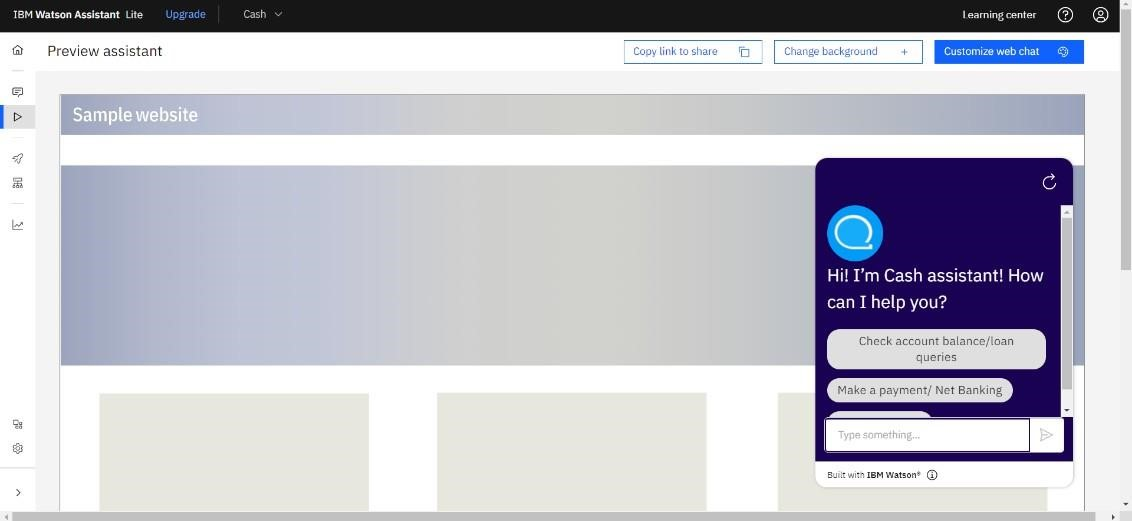 IBM Watson Assistant Lite Upgrade Cash Learning center
Preview assistant Copy link to share Change background + Customize web chat
Sample website
Hi! I’m Cash assistant! How
can I help you?
Check account balance/loan
queries
Make a payment/ Net Banking
Type something...
Built with IBM Watson®